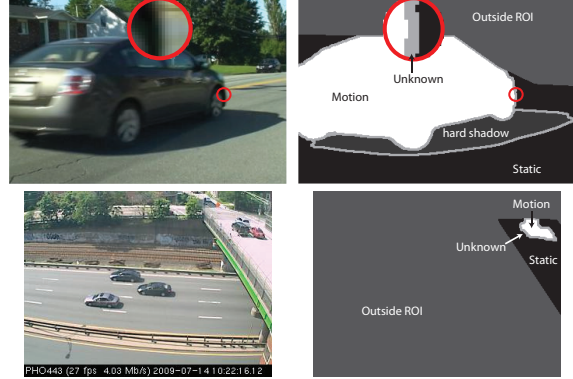 Outside ROI
Unknown
Motion
hard shadow
Static
Motion
Unknown
Static
Outside ROI
PHO443 (27 fps 4.03 Mb/s) 2009-07-14 10:22:16.12